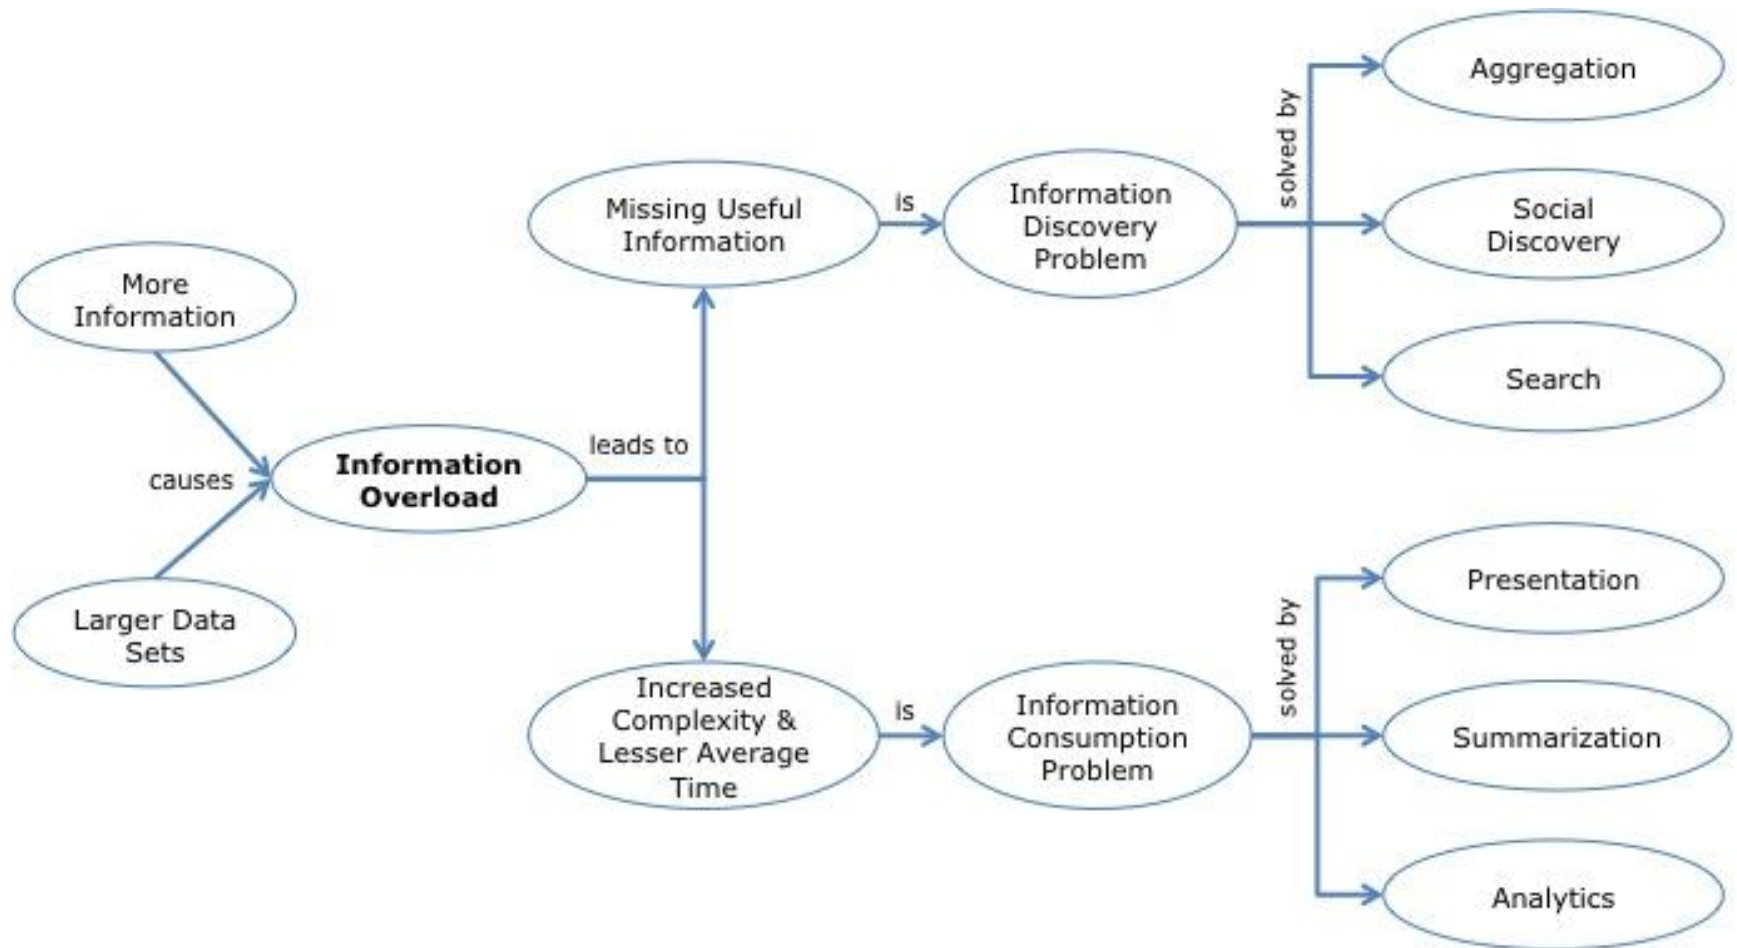 More
Information
causes
Larger Data
Sets
Information
Overload
leads to
Missing Useful
Information
is
Information
Discovery
Problem
solved by
Aggregation
Social
Discovery
Search
Increased
Complexity &
Lesser Average
Time
is
Information
Consumption
Problem
solved by
Presentation
Summarization
Analytics